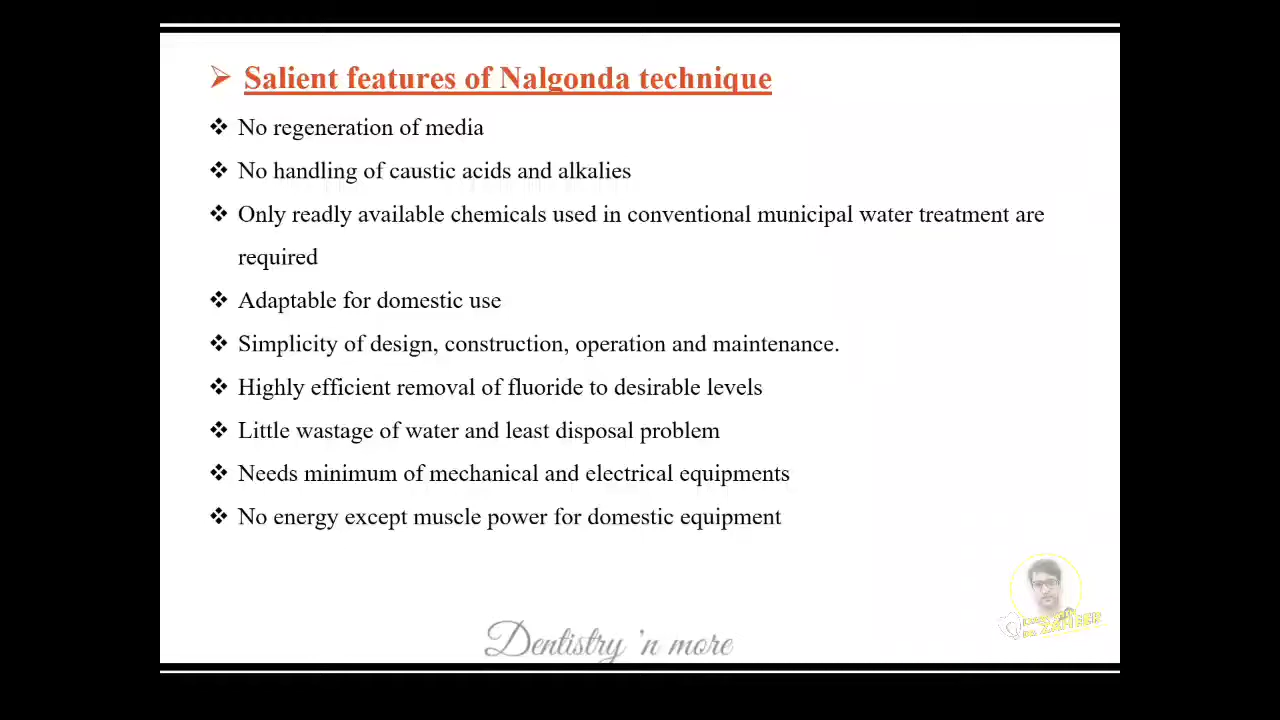 Salient features of Nalgonda technique
No regeneration of media
No handling of caustic acids and alkalies
Only readly available chemicals used in conventional municipal water treatment are
required
Adaptable for domestic use
Simplicity of design, construction, operation and maintenance.
Highly efficient removal of fluoride to desirable levels
Little wastage of water and least disposal problem
Needs minimum of mechanical and electrical equipments
No energy except muscle power for domestic equipment
Dentistry 'n more